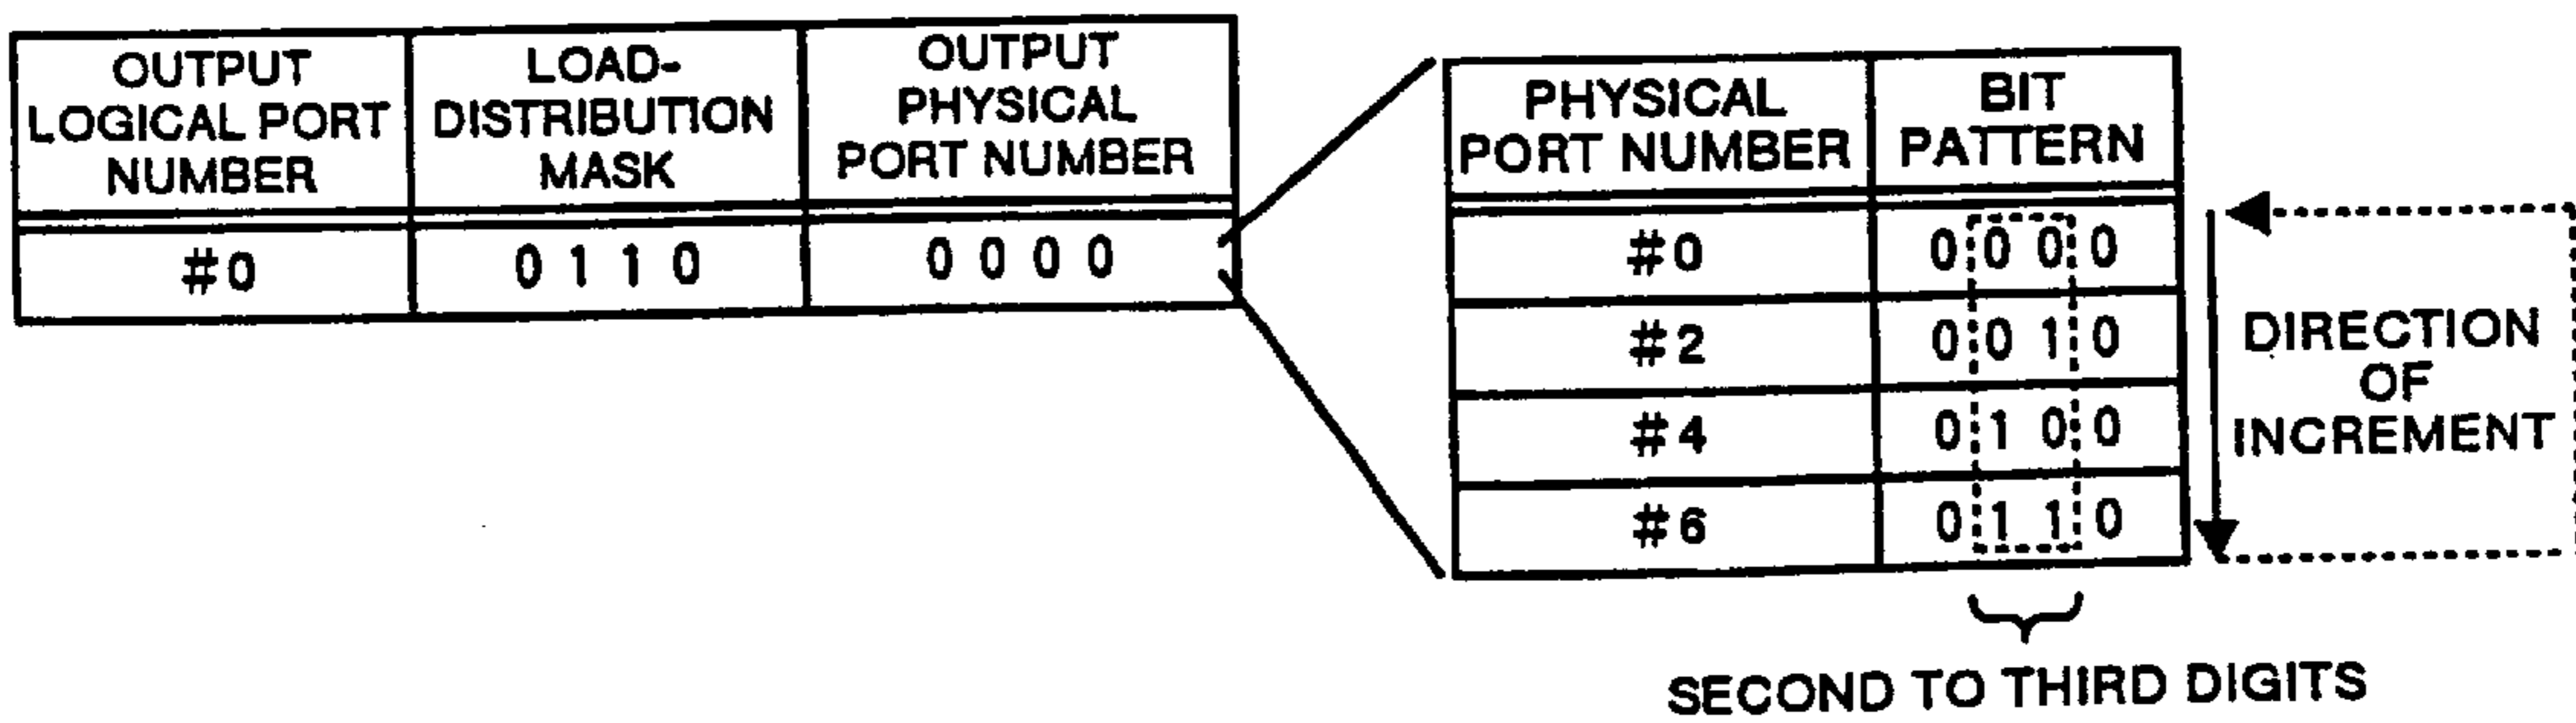 OUTPUT
LOGICAL PORT
NUMBER
LOAD-
DISTRIBUTION
MASK
OUTPUT
PHYSICAL
PORT NUMBER
#0
0 1 1 0
0 0 0 0
PHYSICAL
PORT NUMBER
BIT
PATTERN
#0
0 0 0 0
#2
0 0 1 0
#4
0 1 0 0
#6
0 1 1 0
DIRECTION
OF
INCREMENT
SECOND TO THIRD DIGITS